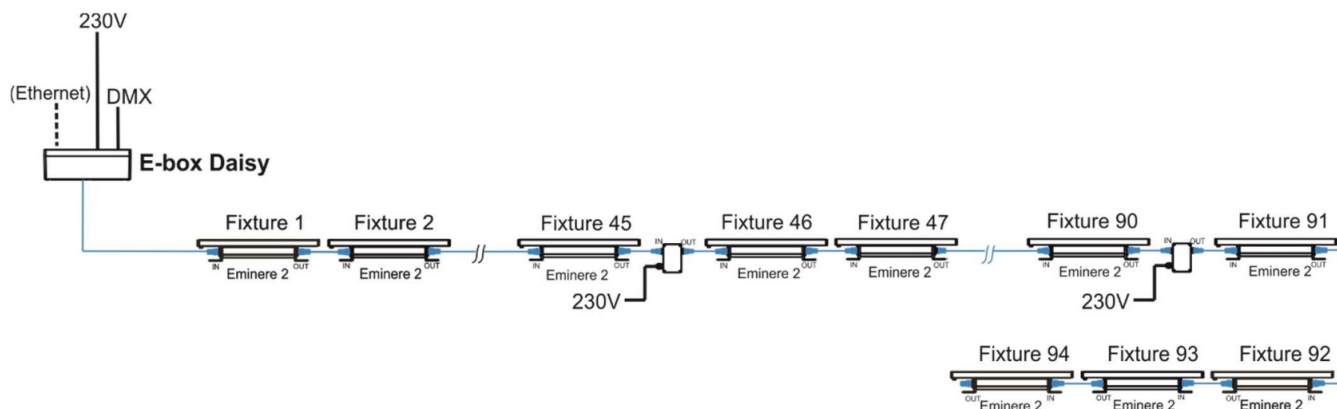 230V
(Ethernet)
DMX
E-box Daisy
Fixture 1 Fixture 2 Fixture 45 Fixture 46 Fixture 47 Fixture 90 Fixture 91
IN OUT IN OUT IN OUT IN OUT IN OUT IN OUT IN OUT IN OUT IN OUT
Eminere 2 Eminere 2 Eminere 2 Eminere 2 Eminere 2 Eminere 2 Eminere 2
230V 230V
Fixture 94 Fixture 93 Fixture 92
OUT IN OUT IN OUT IN
Eminere 2 Eminere 2 Eminere 2